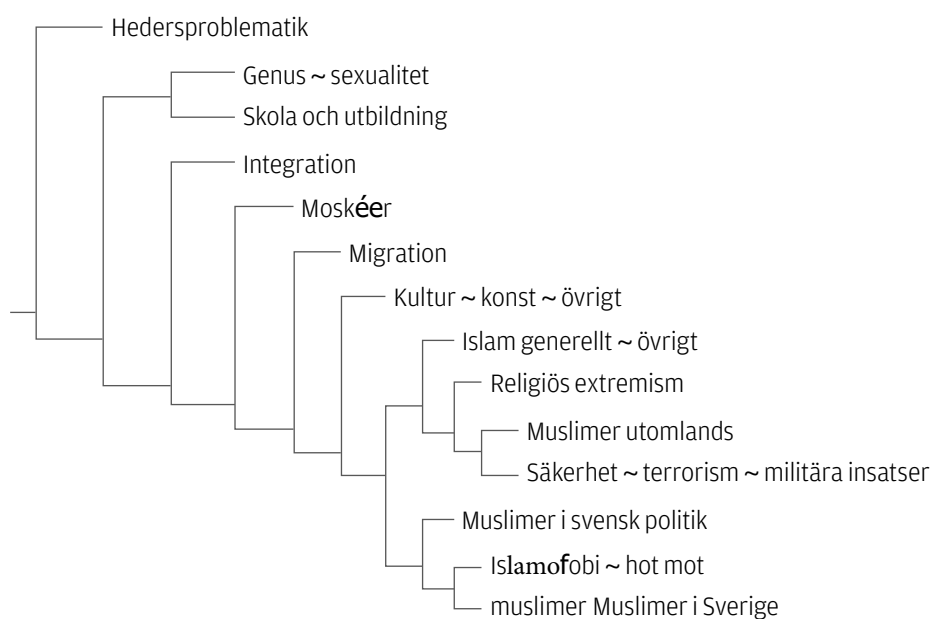 Hedersproblematik
Genus ~ sexualitet
Skola och utbildning
Integration
Moskéer
Migration
Kultur ~ konst ~ övrigt
Islam generellt ~ övrigt
Religiös extremism
Muslimer utomlands
Säkerhet ~ terrorism ~ militära insatser
Muslimer i svensk politik
Islamofobi ~ hot mot
muslimer Muslimer i Sverige